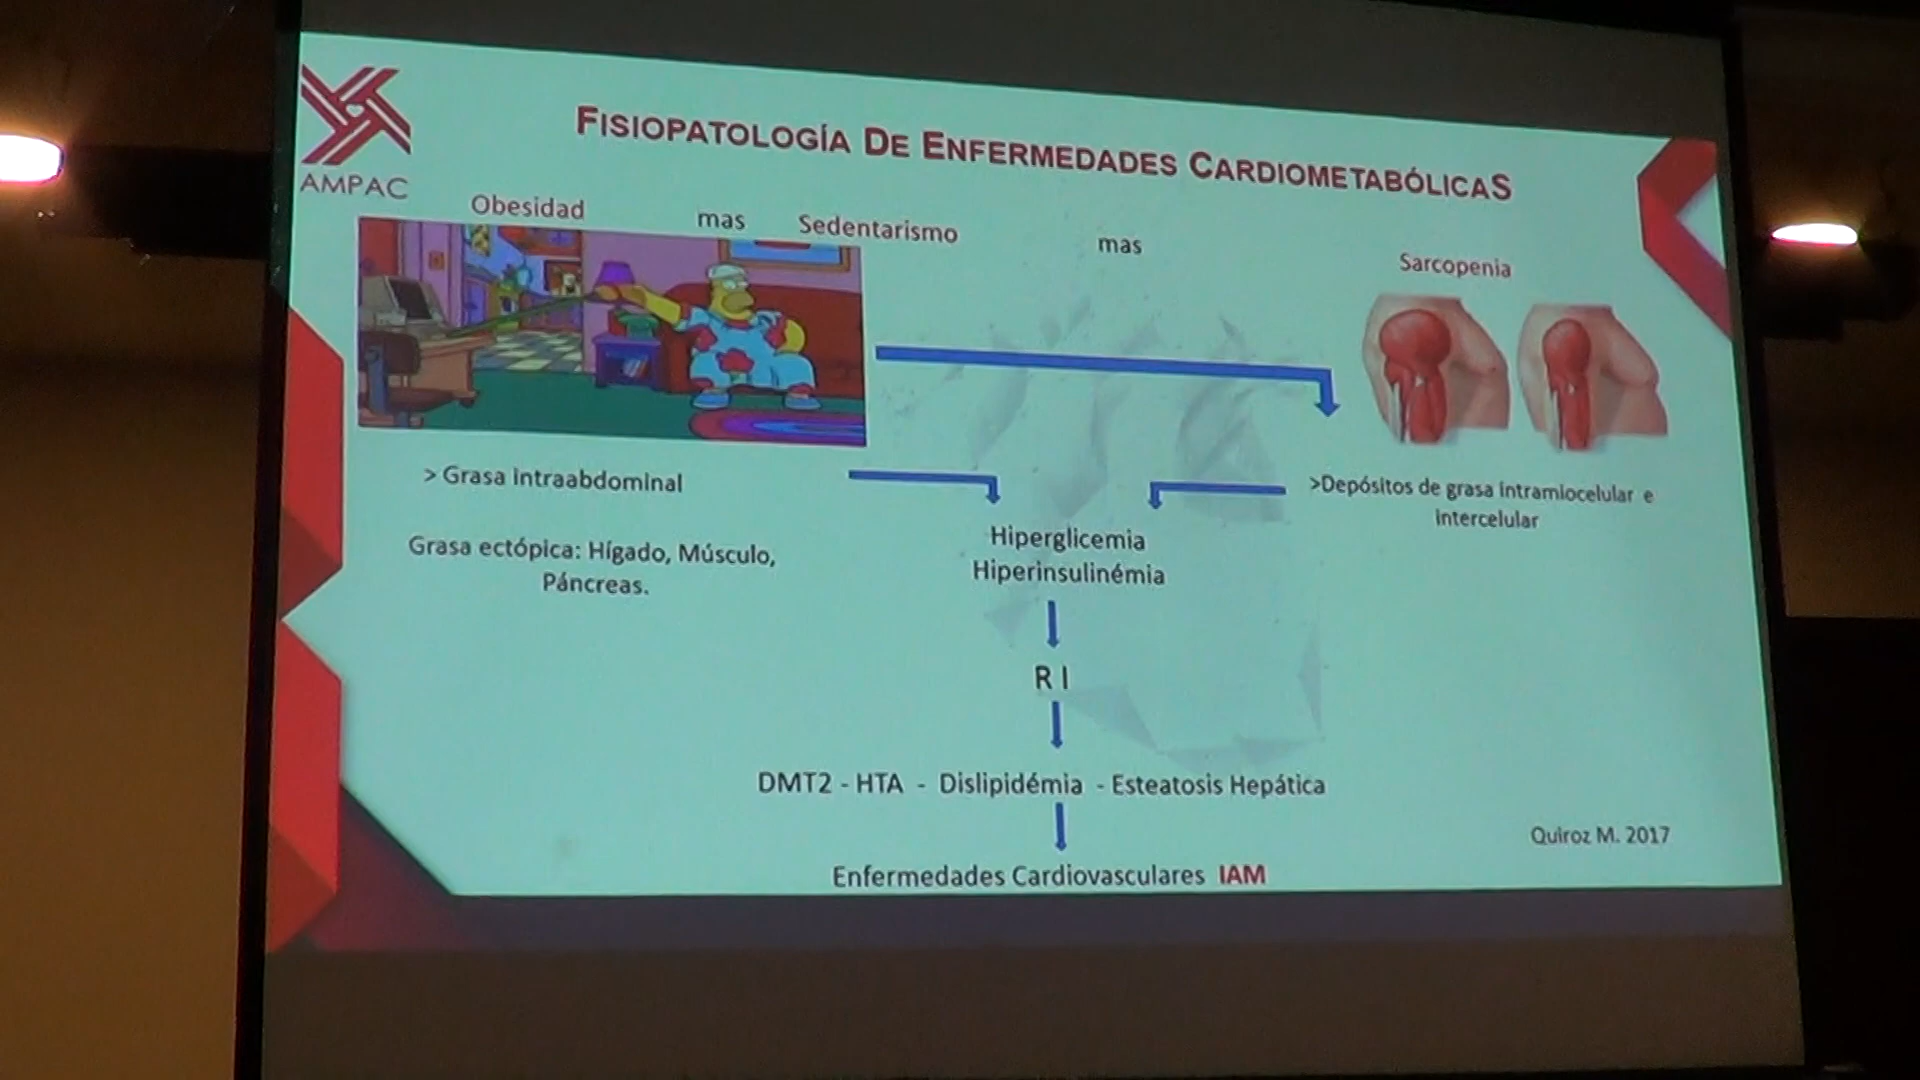 AMPAC
FISIOPATOLOGÍA DE ENFERMEDADES CARDIOMETABÓLICAS
Obesidad mas Sedentarismo mas Sarcopenia
> Grasa intraabdominal
>Depósitos de grasa intramiocelular e
intercelular
Grasa ectópica: Hígado, Músculo,
Páncreas.
Hiperglicemia
Hiperinsulinémia
R I
DMT2 - HTA - Dislipidémia - Esteatosis Hepática
Quiroz M. 2017
Enfermedades Cardiovasculares IAM